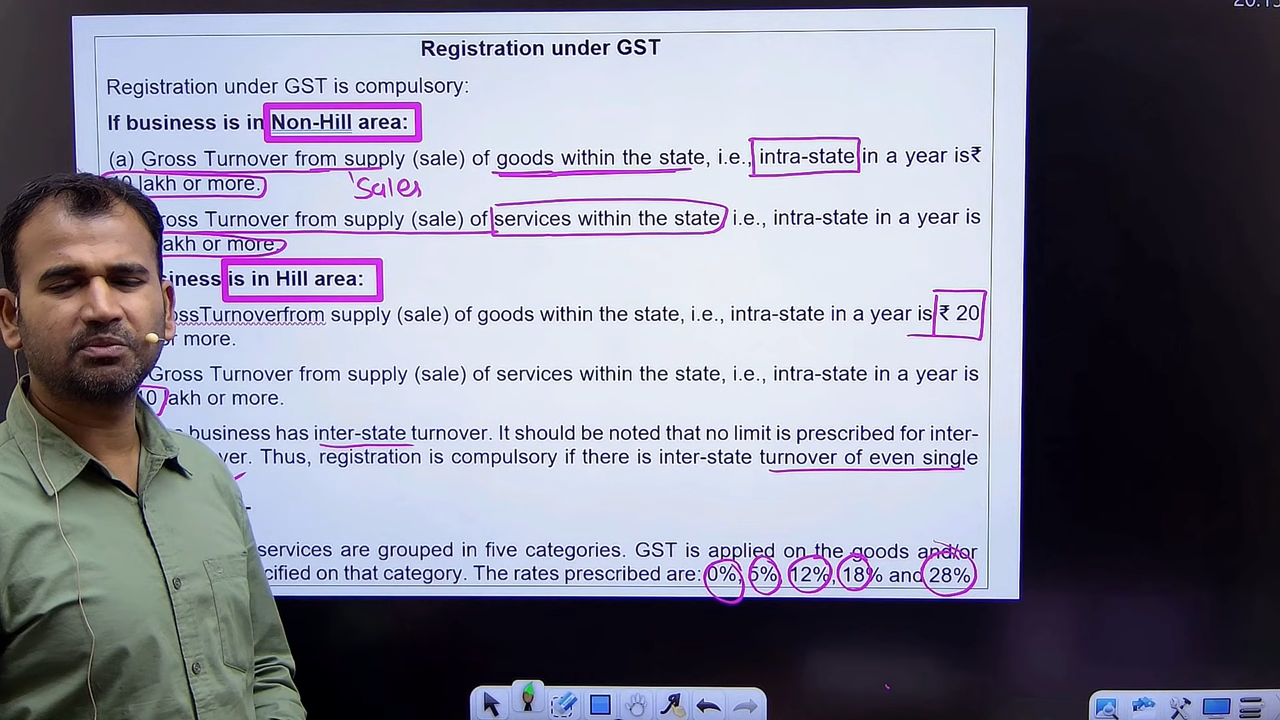 Registration under GST
Registration under GST is compulsory:
If business is in Non-Hill area:
(a) Gross Turnover from supply (sale) of goods within the state, i.e., intra-state in a year is₹
lakh or more.
Sales
ross Turnover from supply (sale) of services within the state, i.e., intra-state in a year is
akh or more.
siness is in Hill area:
ossTurnoverfrom supply (sale) of goods within the state, i.e., intra-state in a year is ₹ 20
or more.
Gross Turnover from supply (sale) of services within the state, i.e., intra-state in a year is
10 lakh or more.
business has inter-state turnover. It should be noted that no limit is prescribed for inter-
ver. Thus, registration is compulsory if there is inter-state turnover of even single
services are grouped in five categories. GST is applied on the goods and/or
cified on that category. The rates prescribed are: 0%, 5%, 12%, 18% and 28%